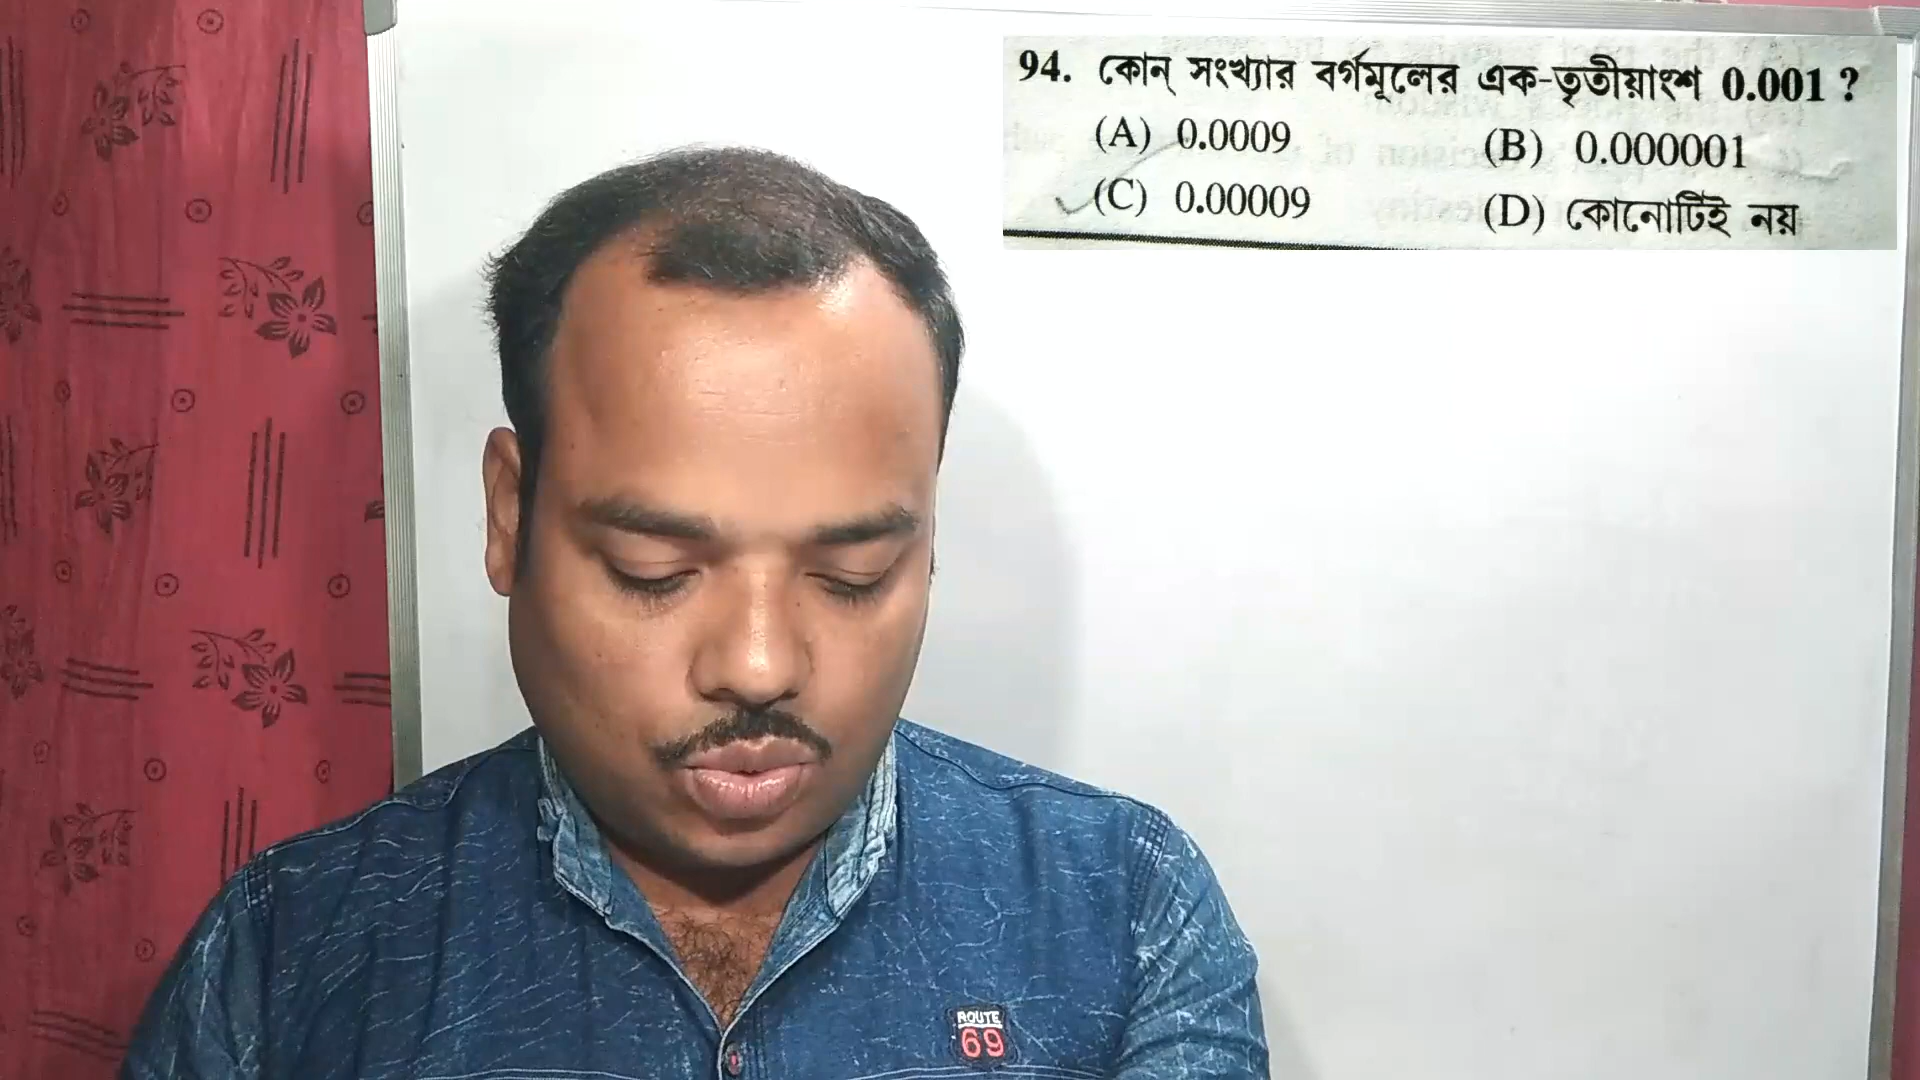 94. কোন্ সংখ্যার বর্গমূলের এক-তৃতীয়াংশ 0.001 ?
(A) 0.0009 (B) 0.000001
(C) 0.00009 (D) কোনোটিই নয়
ROUTE
69